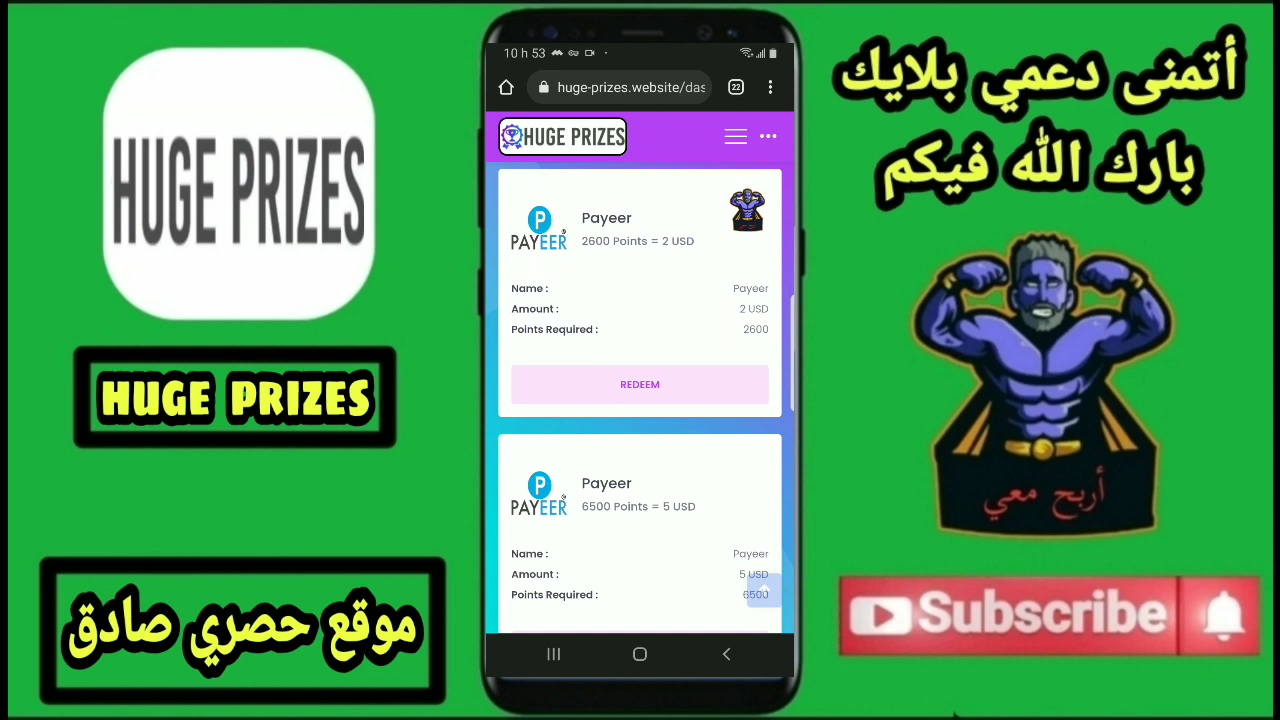 HUGE PRIZES
HUGE PRIZES
موقع حصري صادق
10 h 53
huge-prizes.website/das
22
HUGE PRIZES
Payeer
2600 Points = 2 USD
PAYEER
Name : Payeer
Amount : 2 USD
Points Required : 2600
REDEEM
Payeer
6500 Points = 5 USD
PAYEER
Name : Payeer
Amount : 5 USD
Points Required : 6500
أتمنى دعمي بلايك
بارك الله فيكم
أربح معي
Subscribe